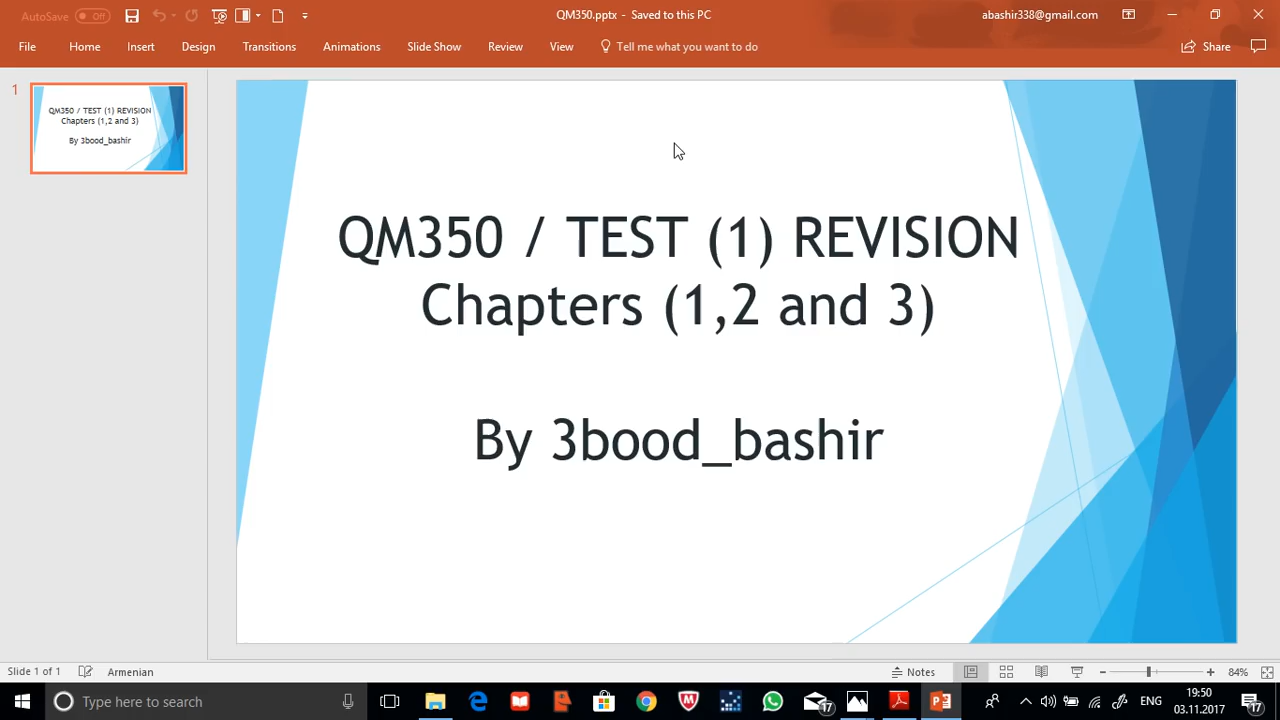 AutoSave Off
QM350.pptx - Saved to this PC
abashir338@gmail.com
File Home Insert Design Transitions Animations Slide Show Review View Tell me what you want to do Share
1
QM350 / TEST (1) REVISION
Chapters (1,2 and 3)
By 3bood_bashir
QM350 / TEST (1) REVISION
Chapters (1,2 and 3)
By 3bood_bashir
Slide 1 of 1 Armenian Notes 84%
Type here to search
17
ENG
19:50
03.11.2017
17